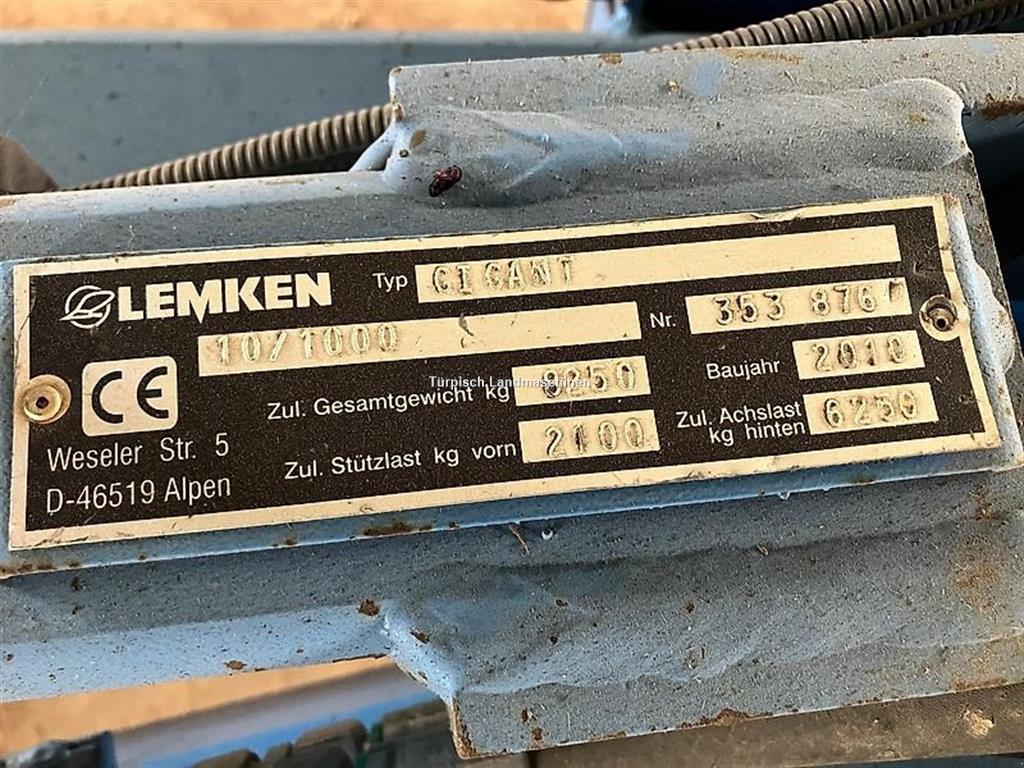 LEMKEN Typ GIGANT
10/1000 Nr. 353 876
CE Zul. Gesamtgewicht kg 8250 Baujahr 2010
Weseler Str. 5 Zul. Stützlast kg vorn 2100 Zul. Achslast kg hinten 6250
D-46519 Alpen
Türpisch Landmaschinen